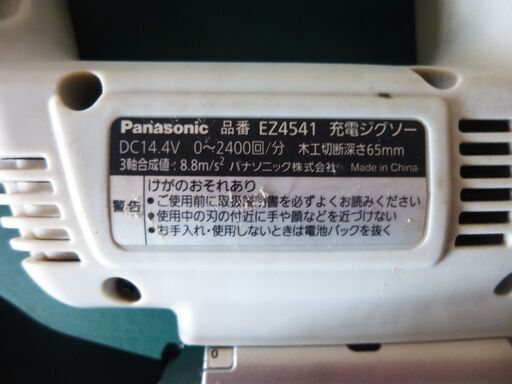 Panasonic 品番 EZ4541 充電ジグソー
DC14.4V 0〜2400回/分 木工切断深さ65mm
3軸合成値:8.8m/s² パナソニック株式会社 Made in China
警告
けがのおそれあり
●ご使用前に取扱説明書を必ずよくお読みください
●使用中の刃の付近に手や顔などを近づけない
●お手入れ・使用しないときは電池パックを抜く
0